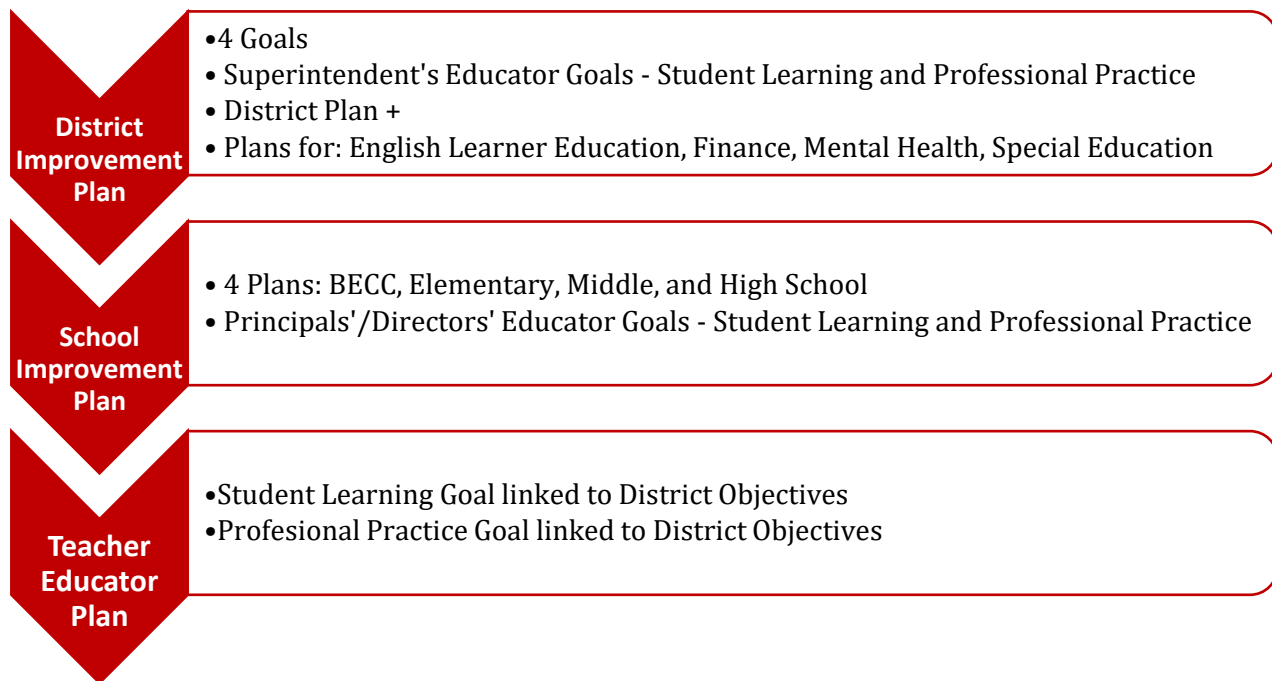 District
Improvement
Plan
•4 Goals
• Superintendent's Educator Goals - Student Learning and Professional Practice
• District Plan +
• Plans for: English Learner Education, Finance, Mental Health, Special Education
School
Improvement
Plan
• 4 Plans: BECC, Elementary, Middle, and High School
• Principals'/Directors' Educator Goals - Student Learning and Professional Practice
Teacher
Educator
Plan
•Student Learning Goal linked to District Objectives
•Profesional Practice Goal linked to District Objectives